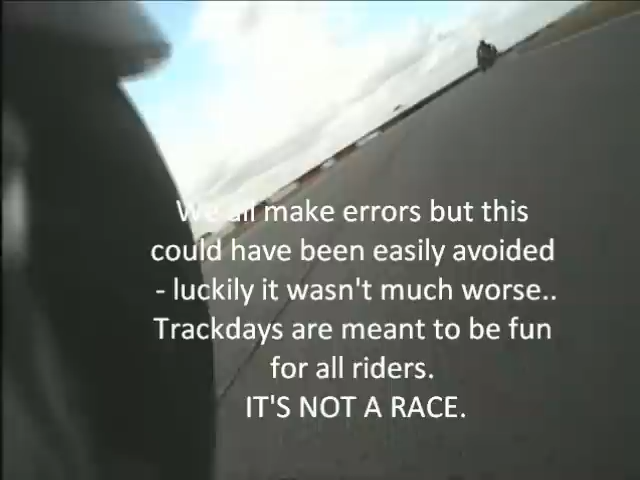 We all make errors but this
could have been easily avoided
- luckily it wasn't much worse..
Trackdays are meant to be fun
for all riders.
IT'S NOT A RACE.